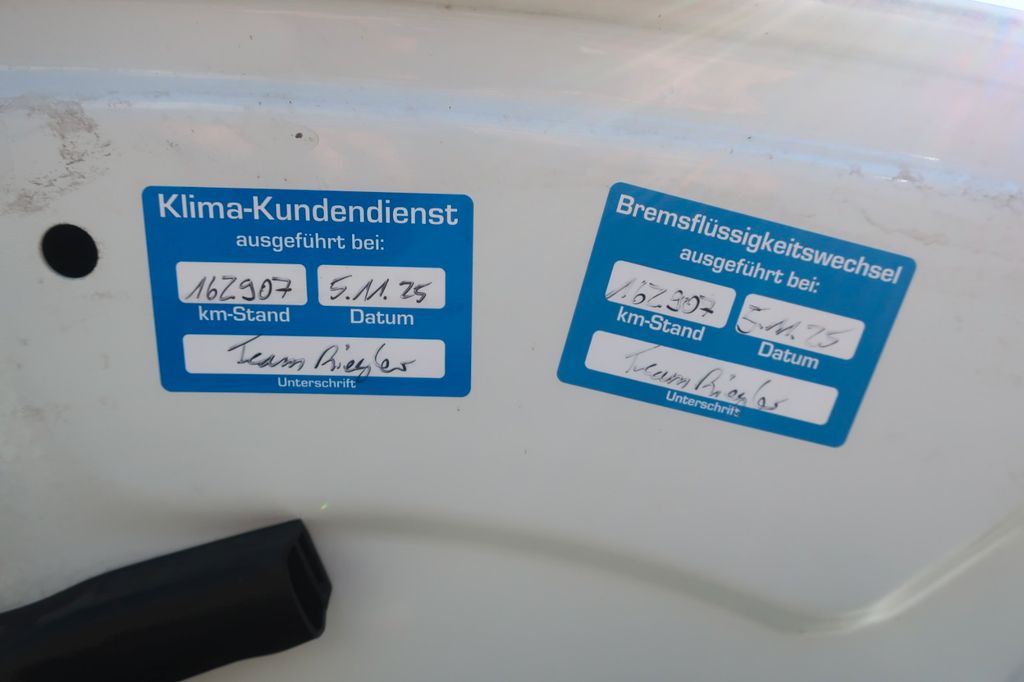 Klima-Kundendienst
ausgeführt bei:
162907 5.11.25
km-Stand Datum
Team Riegler
Unterschrift
Bremsflüssigkeitswechsel
ausgeführt bei:
162907 5.11.25
km-Stand Datum
Team Riegler
Unterschrift